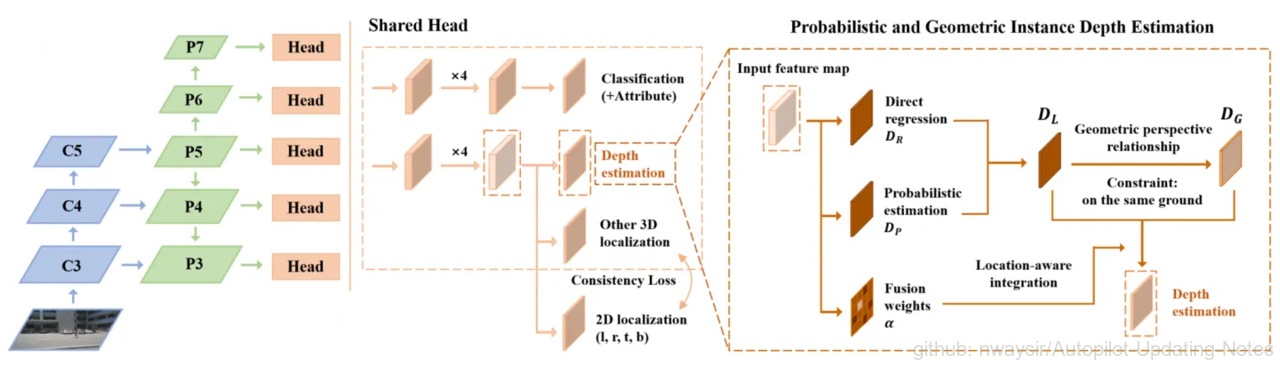 P7
Head
P6
Head
C5
P5
Head
C4
P4
Head
C3
P3
Head
Shared Head
×4
Classification
(+Attribute)
×4
Depth
estimation
Other 3D
localization
Consistency Loss
2D localization
(l, r, t, b)
Probabilistic and Geometric Instance Depth Estimation
Input feature map
Direct
regression
D_R
Probabilistic
estimation
D_P
Fusion
weights
α
D_L
Geometric perspective
relationship
Constraint:
on the same ground
D_G
Location-aware
integration
Depth
estimation
github: nwaysir/Autopilot-Updating-Notes